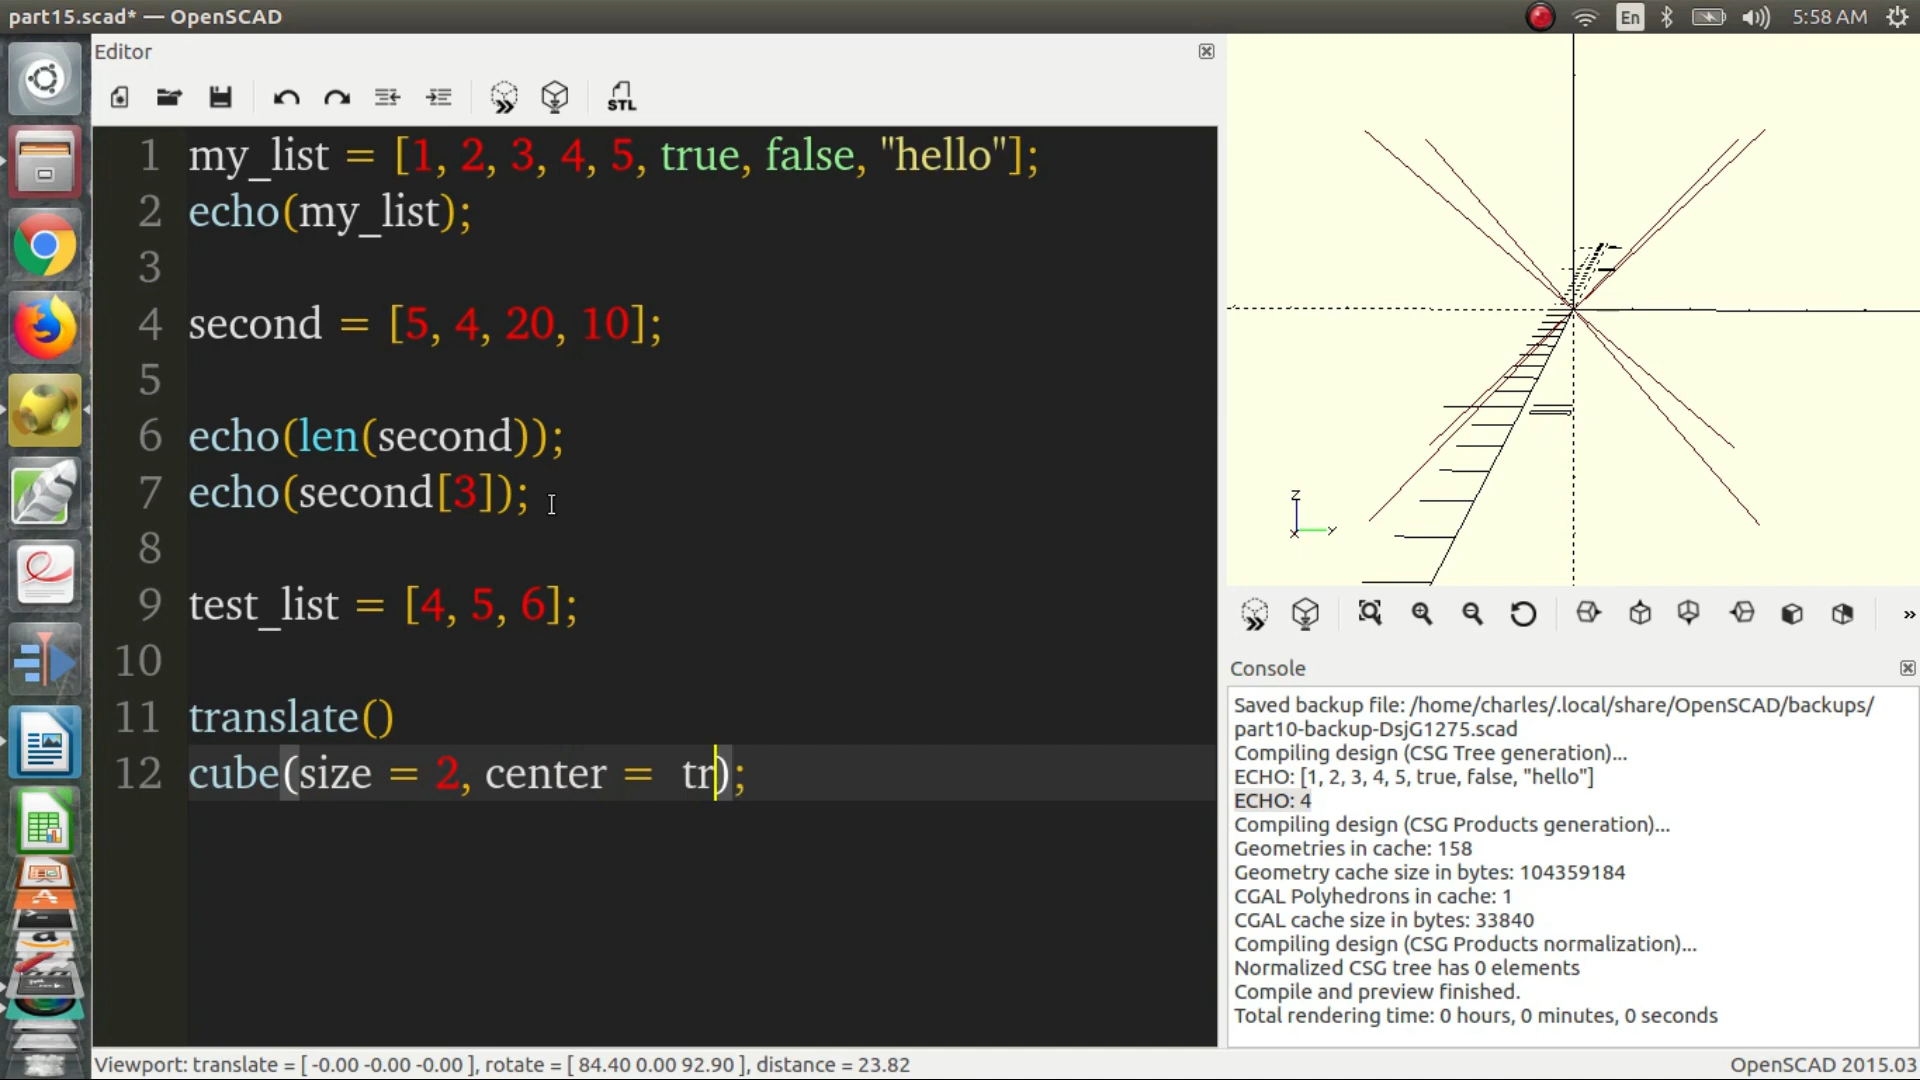 part15.scad* — OpenSCAD
En
5:58 AM
Editor
STL
1 my_list = [1, 2, 3, 4, 5, true, false, "hello"];
2 echo(my_list);
3
4 second = [5, 4, 20, 10];
5
6 echo(len(second));
7 echo(second[3]);
8
9 test_list = [4, 5, 6];
10
11 translate()
12 cube(size = 2, center =  tr);
z
x
y
»
Console
Saved backup file: /home/charles/.local/share/OpenSCAD/backups/
part10-backup-DsjG1275.scad
Compiling design (CSG Tree generation)...
ECHO: [1, 2, 3, 4, 5, true, false, "hello"]
ECHO: 4
Compiling design (CSG Products generation)...
Geometries in cache: 158
Geometry cache size in bytes: 104359184
CGAL Polyhedrons in cache: 1
CGAL cache size in bytes: 33840
Compiling design (CSG Products normalization)...
Normalized CSG tree has 0 elements
Compile and preview finished.
Total rendering time: 0 hours, 0 minutes, 0 seconds
Viewport: translate = [ -0.00 -0.00 -0.00 ], rotate = [ 84.40 0.00 92.90 ], distance = 23.82
OpenSCAD 2015.03